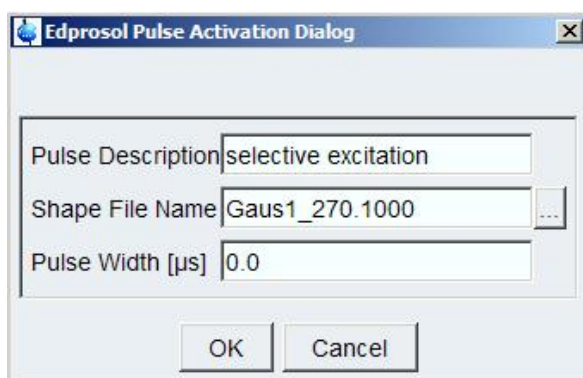 Edprosol Pulse Activation Dialog
Pulse Description selective excitation
Shape File Name Gaus1_270.1000 ...
Pulse Width [µs] 0.0
OK Cancel